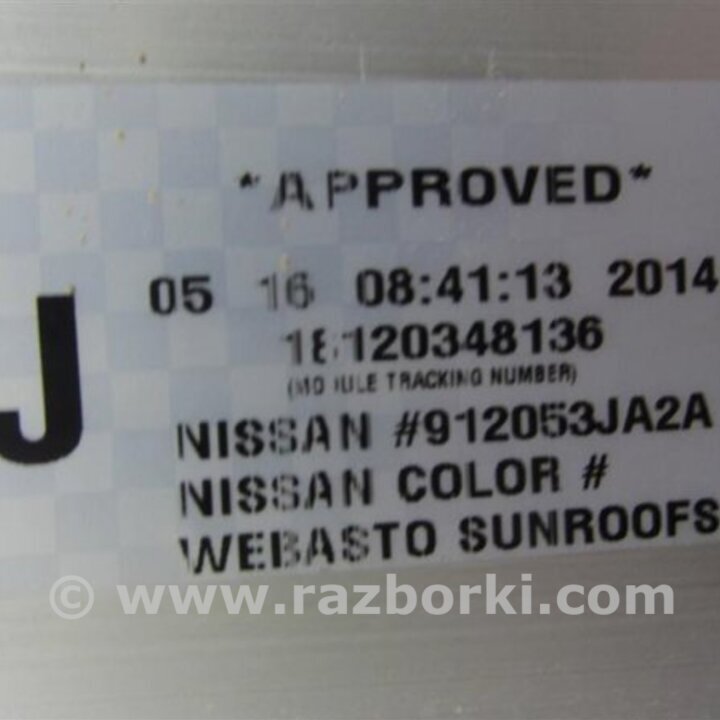 *APPROVED*
J
05 16 08:41:13 2014
18120348136
(MODULE TRACKING NUMBER)
NISSAN #912053JA2A
NISSAN COLOR #
WEBASTO SUNROOFS
© www.razborki.com